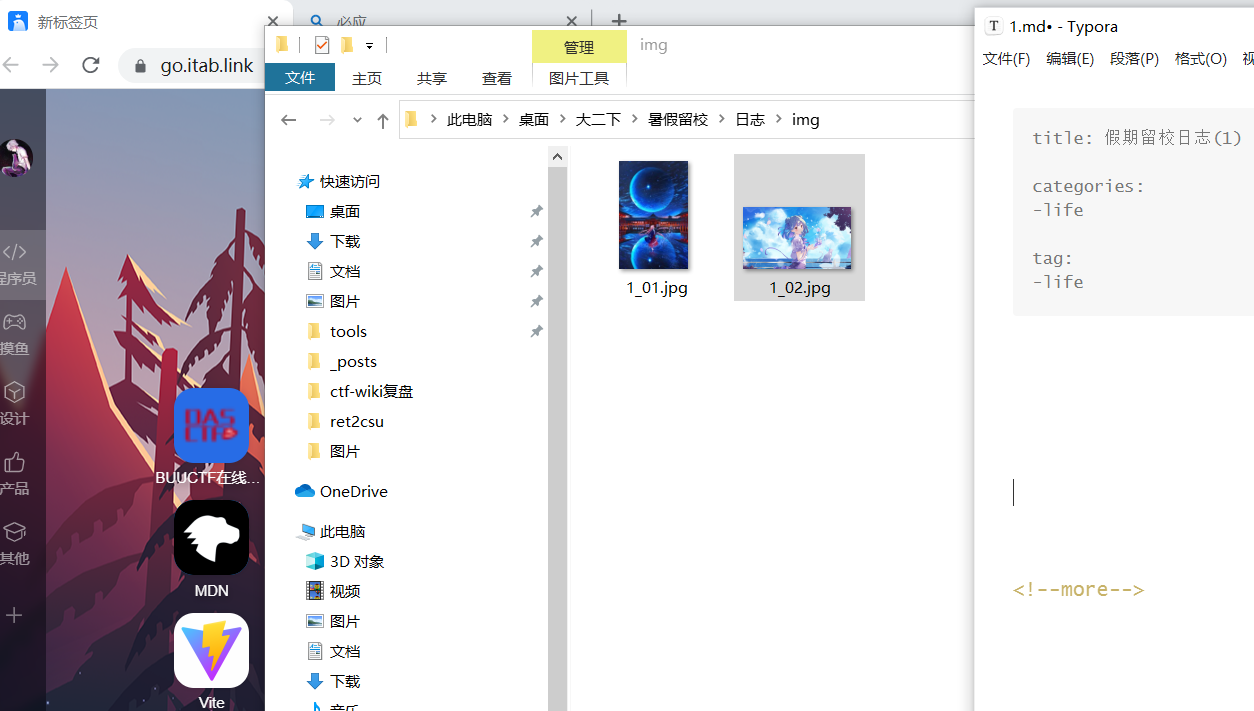 新标签页
必应
go.itab.link
程序员
摸鱼
设计
产品
其他
BUUCTF在线...
MDN
Vite
管理
img
文件
主页
共享
查看
图片工具
此电脑 > 桌面 > 大二下 > 暑假留校 > 日志 > img
快速访问
桌面
下载
文档
图片
tools
_posts
ctf-wiki复盘
ret2csu
图片
OneDrive
此电脑
3D 对象
视频
图片
文档
下载
音乐
1_01.jpg
1_02.jpg
T 1.md• - Typora
文件(F) 编辑(E) 段落(P) 格式(O) 视
title: 假期留校日志(1)
categories:
-life
tag:
-life
<!--more-->